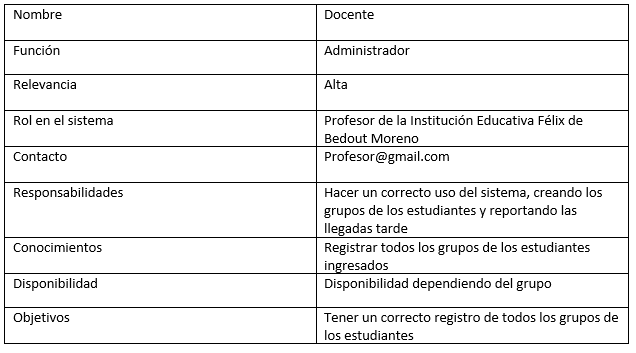 Nombre Docente
Función Administrador
Relevancia Alta
Rol en el sistema Profesor de la Institución Educativa Félix de
Bedout Moreno
Contacto Profesor@gmail.com
Responsabilidades Hacer un correcto uso del sistema, creando los
grupos de los estudiantes y reportando las
llegadas tarde
Conocimientos Registrar todos los grupos de los estudiantes
ingresados
Disponibilidad Disponibilidad dependiendo del grupo
Objetivos Tener un correcto registro de todos los grupos de
los estudiantes